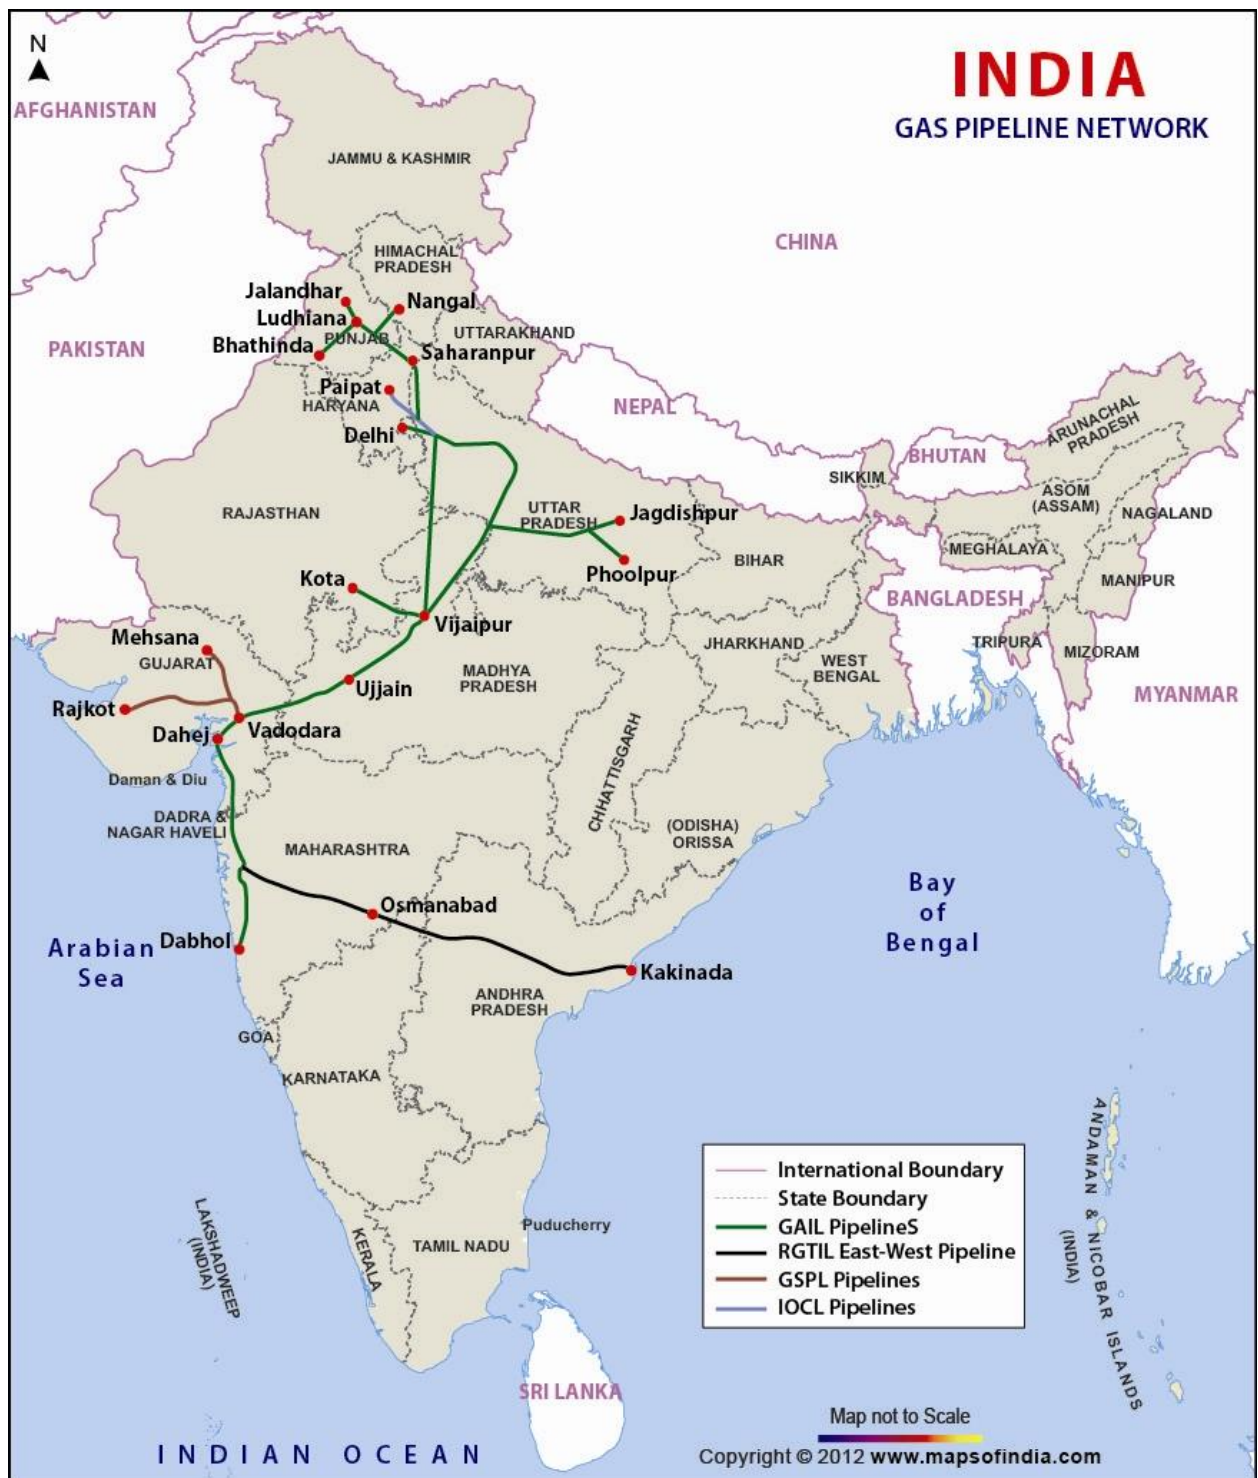 N
INDIA
GAS PIPELINE NETWORK
AFGHANISTAN
JAMMU & KASHMIR
CHINA
HIMACHAL
PRADESH
Jalandhar
Nangal
Ludhiana
PUNJAB
UTTARAKHAND
Bhathinda
Saharanpur
PAKISTAN
Paipat
HARYANA
NEPAL
Delhi
ARUNACHAL
PRADESH
BHUTAN
SIKKIM
ASOM
(ASSAM)
NAGALAND
RAJASTHAN
UTTAR
PRADESH
Jagdishpur
MEGHALAYA
BIHAR
Phoolpur
MANIPUR
Kota
BANGLADESH
Vijaipur
Mehsana
GUJARAT
JHARKHAND
TRIPURA
MIZORAM
WEST
BENGAL
MADHYA
PRADESH
MYANMAR
Ujjain
Rajkot
Vadodara
Dahej
Daman & Diu
CHHATTISGARH
DADRA &
NAGAR HAVELI
(ODISHA)
ORISSA
MAHARASHTRA
Bay
of
Bengal
Osmanabad
Arabian
Sea
Dabhol
Kakinada
ANDHRA
PRADESH
GOA
KARNATAKA
ANDAMAN & NICOBAR ISLANDS
(INDIA)
LAKSHADWEEP
(INDIA)
KERALA
TAMIL NADU
Puducherry
International Boundary
State Boundary
GAIL PipelineS
RGTIL East-West Pipeline
GSPL Pipelines
IOCL Pipelines
SRI LANKA
Map not to Scale
INDIAN OCEAN
Copyright © 2012 www.mapsofindia.com